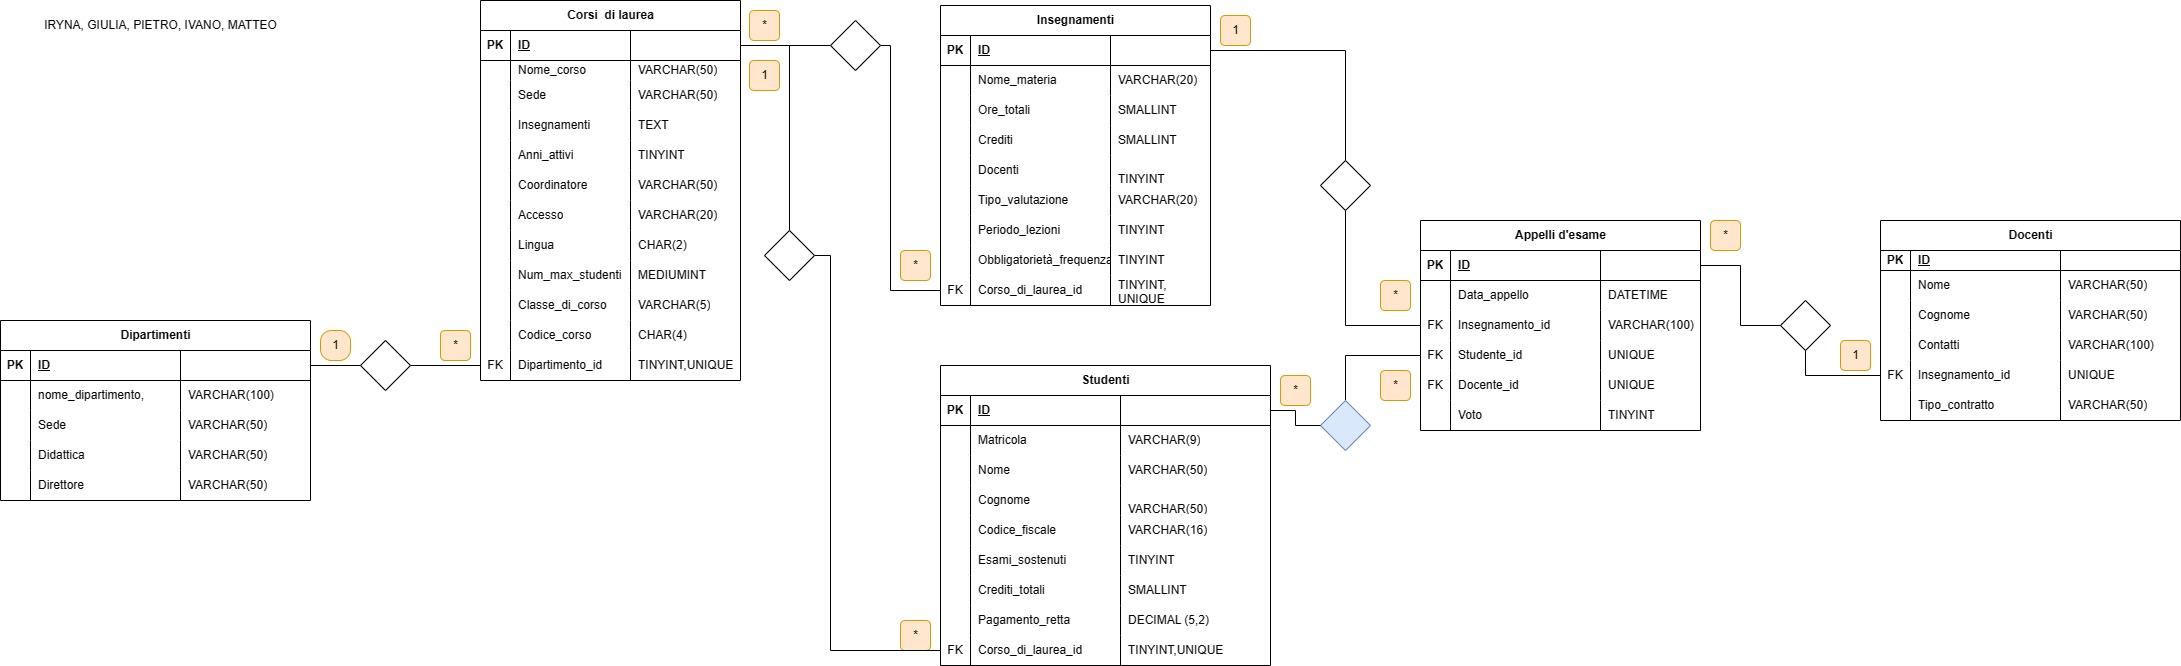 IRYNA, GIULIA, PIETRO, IVANO, MATTEO
Corsi di laurea
PK ID
Nome_corso VARCHAR(50)
Sede VARCHAR(50)
Insegnamenti TEXT
Anni_attivi TINYINT
Coordinatore VARCHAR(50)
Accesso VARCHAR(20)
Lingua CHAR(2)
Num_max_studenti MEDIUMINT
Classe_di_corso VARCHAR(5)
Codice_corso CHAR(4)
FK Dipartimento_id TINYINT,UNIQUE
*
1
Insegnamenti
PK ID
Nome_materia VARCHAR(20)
Ore_totali SMALLINT
Crediti SMALLINT
Docenti TINYINT
Tipo_valutazione VARCHAR(20)
Periodo_lezioni TINYINT
Obbligatorietà_frequenza TINYINT
FK Corso_di_laurea_id TINYINT,
UNIQUE
*
1
Appelli d'esame
PK ID
Data_appello DATETIME
FK Insegnamento_id VARCHAR(100)
FK Studente_id UNIQUE
FK Docente_id UNIQUE
Voto TINYINT
*
*
*
Docenti
PK ID
Nome VARCHAR(50)
Cognome VARCHAR(50)
Contatti VARCHAR(100)
FK Insegnamento_id UNIQUE
Tipo_contratto VARCHAR(50)
1
Dipartimenti
PK ID
nome_dipartimento, VARCHAR(100)
Sede VARCHAR(50)
Didattica VARCHAR(50)
Direttore VARCHAR(50)
1
*
Studenti
PK ID
Matricola VARCHAR(9)
Nome VARCHAR(50)
Cognome VARCHAR(50)
Codice_fiscale VARCHAR(16)
Esami_sostenuti TINYINT
Crediti_totali SMALLINT
Pagamento_retta DECIMAL (5,2)
FK Corso_di_laurea_id TINYINT,UNIQUE
*
*